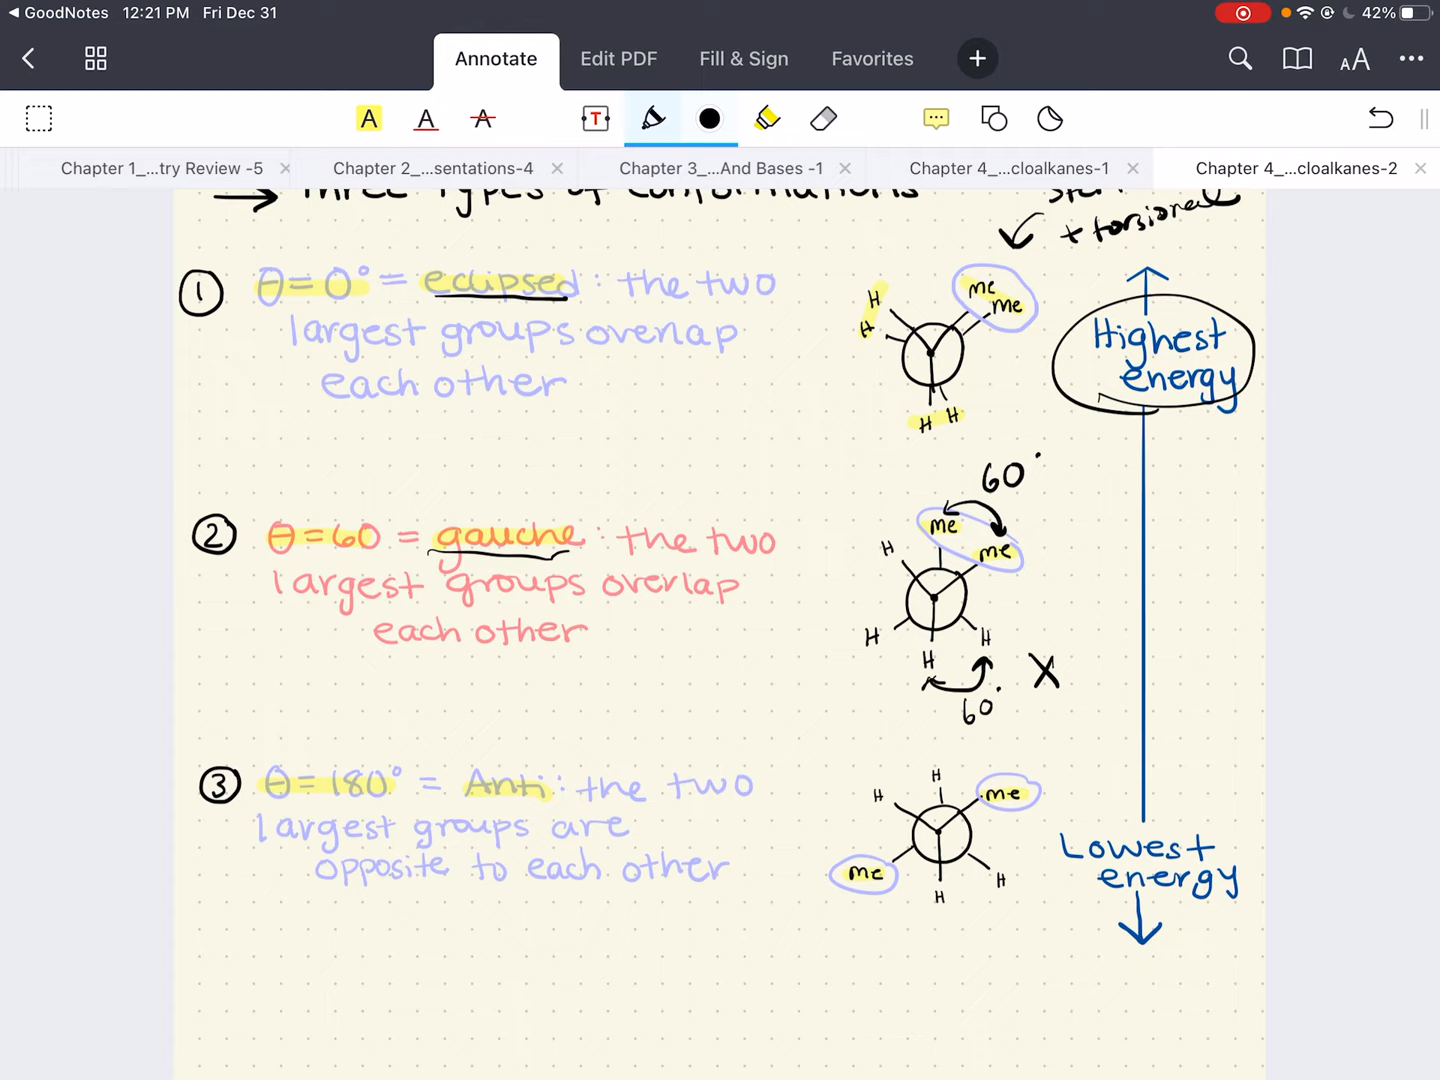 GoodNotes 12:21 PM Fri Dec 31 42%
Annotate Edit PDF Fill & Sign Favorites
A A A T
Chapter 1_...try Review -5 Chapter 2_...sentations-4 Chapter 3_...And Bases -1 Chapter 4_...cloalkanes-1 Chapter 4_...cloalkanes-2
→ Three Types of Conformations
+ torsional
① θ = 0° = eclipsed : the two
largest groups overlap
each other
H H me me H H
Highest
energy
60°
② θ = 60 = gauche : the two
largest groups overlap
each other
me me H H H H
60° X
③ θ = 180° = Anti : the two
largest groups are
opposite to each other
H H me me H H
Lowest
energy